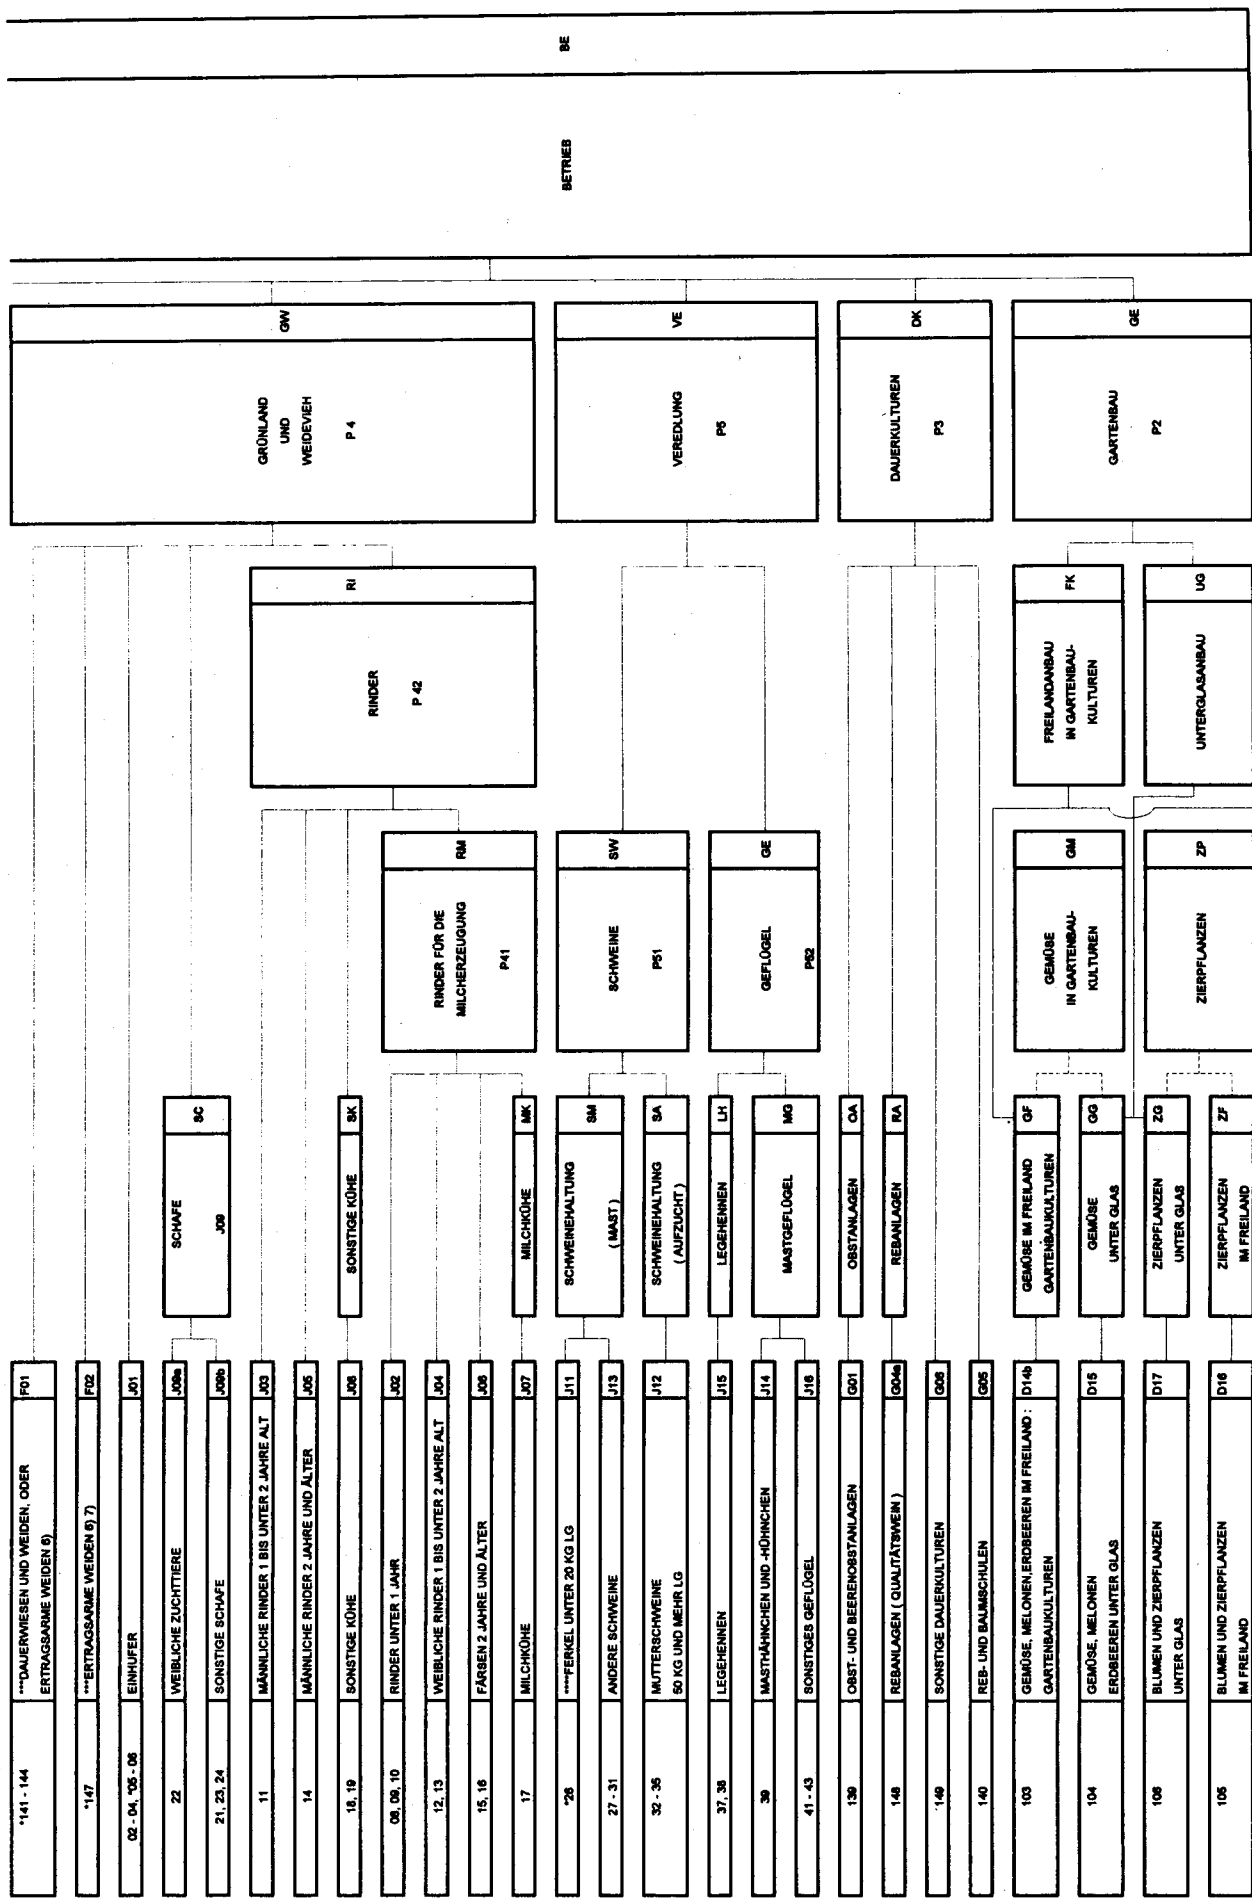 *141 - 144
***DAUERWIESEN UND WEIDEN, ODER
ERTRAGSARME WEIDEN 6)
F01
*147
***ERTRAGSARME WEIDEN 6) 7)
F02
02 - 04, *05 - 06
EINHUFER
J01
22
WEIBLICHE ZUCHTTIERE
J09a
21, 23, 24
SONSTIGE SCHAFE
J09b
11
MÄNNLICHE RINDER 1 BIS UNTER 2 JAHRE ALT
J03
14
MÄNNLICHE RINDER 2 JAHRE UND ÄLTER
J05
18, 19
SONSTIGE KÜHE
J08
08, 09, 10
RINDER UNTER 1 JAHR
J02
12, 13
WEIBLICHE RINDER 1 BIS UNTER 2 JAHRE ALT
J04
15, 16
FÄRSEN 2 JAHRE UND ÄLTER
J06
17
MILCHKÜHE
J07
*26
****FERKEL UNTER 20 KG LG
J11
27 - 31
ANDERE SCHWEINE
J13
32 - 35
MUTTERSCHWEINE
50 KG UND MEHR LG
J12
37, 38
LEGEHENNEN
J15
39
MASTHÄHNCHEN UND -HÜHNCHEN
J14
41 - 43
SONSTIGES GEFLÜGEL
J16
139
OBST- UND BEERENOBSTANLAGEN
G01
148
REBANLAGEN ( QUALITÄTSWEIN )
G04a
*149
SONSTIGE DAUERKULTUREN
G06
140
REB- UND BAUMSCHULEN
G05
103
GEMÜSE, MELONEN,ERDBEEREN IM FREILAND :
GARTENBAUKULTUREN
D14b
104
GEMÜSE, MELONEN
ERDBEEREN UNTER GLAS
D15
106
BLUMEN UND ZIERPFLANZEN
UNTER GLAS
D17
105
BLUMEN UND ZIERPFLANZEN
IM FREILAND
D16
SCHAFE
J09
SC
SONSTIGE KÜHE
SK
MILCHKÜHE
MK
SCHWEINEHALTUNG
( MAST )
SM
SCHWEINEHALTUNG
( AUFZUCHT )
SA
LEGEHENNEN
LH
MASTGEFLÜGEL
MG
OBSTANLAGEN
OA
REBANLAGEN
RA
GEMÜSE IM FREILAND
GARTENBAUKULTUREN
GF
GEMÜSE
UNTER GLAS
GG
ZIERPFLANZEN
UNTER GLAS
ZG
ZIERPFLANZEN
IM FREILAND
ZF
RINDER FÜR DIE
MILCHERZEUGUNG
P41
RM
SCHWEINE
P51
SW
GEFLÜGEL
P52
GE
GEMÜSE
IN GARTENBAU-
KULTUREN
GM
ZIERPFLANZEN
ZP
RINDER
P 42
RI
FREILANDANBAU
IN GARTENBAU-
KULTUREN
FK
UNTERGLASANBAU
UG
GRÜNLAND
UND
WEIDEVIEH
P 4
GW
VEREDLUNG
P5
VE
DAUERKULTUREN
P3
DK
GARTENBAU
P2
GE
BETRIEB
BE